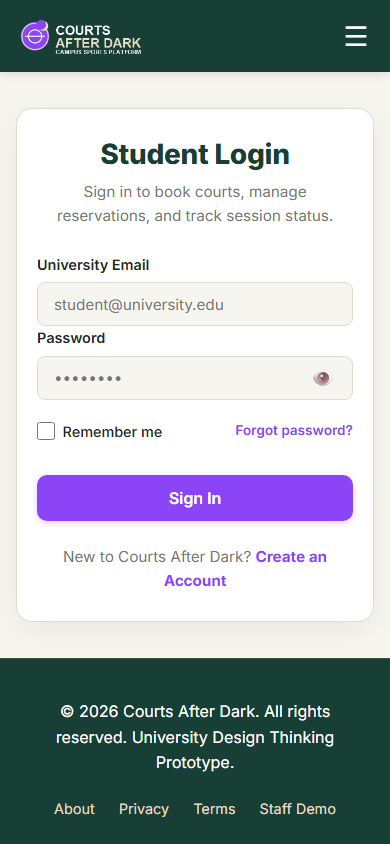 COURTS
AFTER DARK
CAMPUS SPORTS PLATFORM
☰
Student Login
Sign in to book courts, manage
reservations, and track session status.
University Email
student@university.edu
Password
••••••••
Remember me
Forgot password?
Sign In
New to Courts After Dark? Create an
Account
© 2026 Courts After Dark. All rights
reserved. University Design Thinking
Prototype.
About Privacy Terms Staff Demo